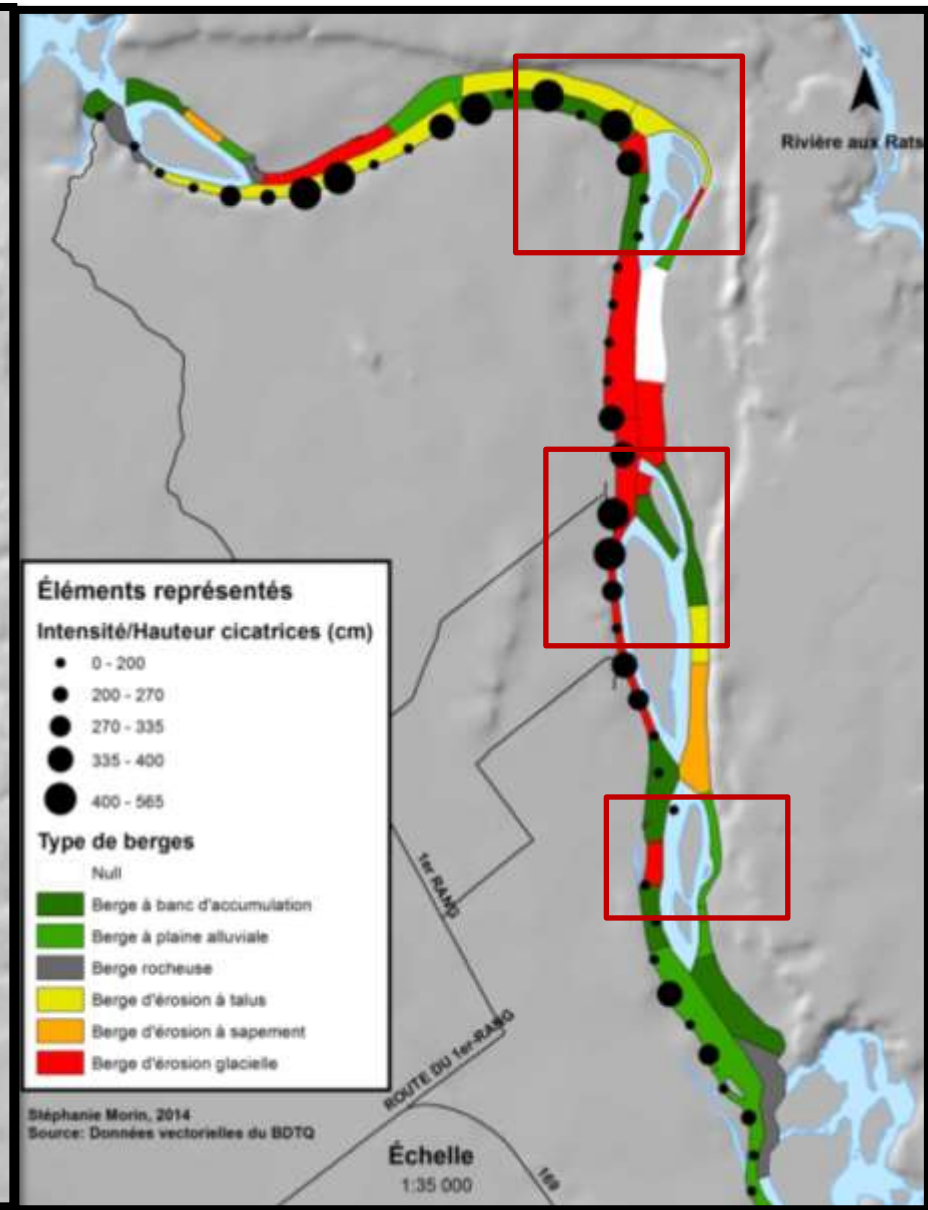 N
Rivière aux Rats
Éléments représentés
Intensité/Hauteur cicatrices (cm)
0 - 200
200 - 270
270 - 335
335 - 400
400 - 565
Type de berges
Null
Berge à banc d'accumulation
Berge à plaine alluviale
Berge rocheuse
Berge d'érosion à talus
Berge d'érosion à sapement
Berge d'érosion glacielle
1er RANG
ROUTE DU 1er-RANG
169
Stéphanie Morin, 2014
Source: Données vectorielles du BDTQ
Échelle
1:35 000